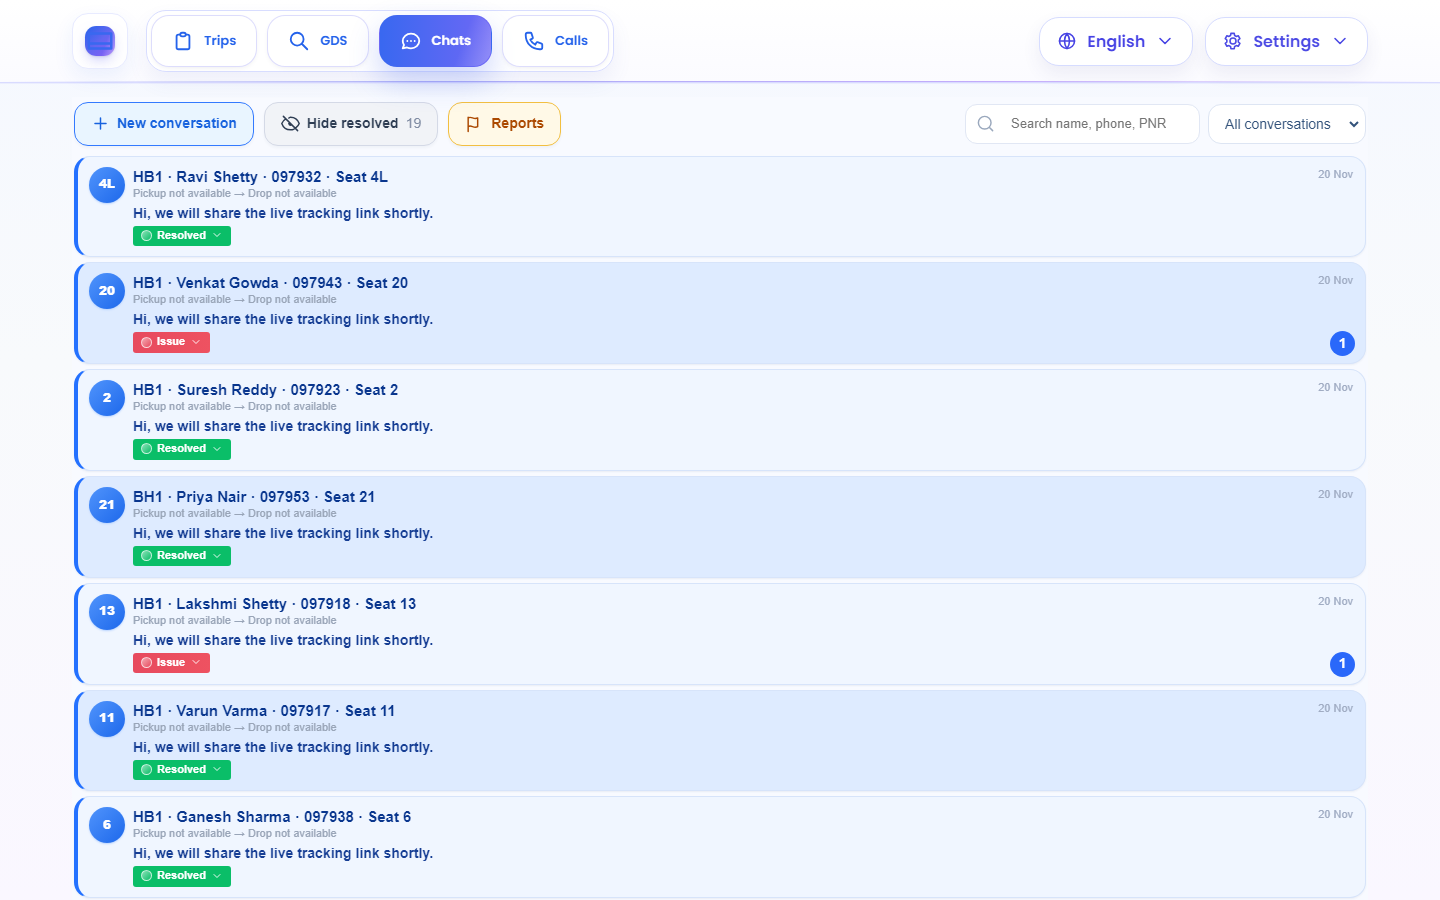 Trips
GDS
Chats
Calls
English
Settings
New conversation
Hide resolved 19
Reports
Search name, phone, PNR
All conversations
4L
HB1 · Ravi Shetty · 097932 · Seat 4L
20 Nov
Pickup not available → Drop not available
Hi, we will share the live tracking link shortly.
Resolved
20
HB1 · Venkat Gowda · 097943 · Seat 20
20 Nov
Pickup not available → Drop not available
Hi, we will share the live tracking link shortly.
Issue
1
2
HB1 · Suresh Reddy · 097923 · Seat 2
20 Nov
Pickup not available → Drop not available
Hi, we will share the live tracking link shortly.
Resolved
21
BH1 · Priya Nair · 097953 · Seat 21
20 Nov
Pickup not available → Drop not available
Hi, we will share the live tracking link shortly.
Resolved
13
HB1 · Lakshmi Shetty · 097918 · Seat 13
20 Nov
Pickup not available → Drop not available
Hi, we will share the live tracking link shortly.
Issue
1
11
HB1 · Varun Varma · 097917 · Seat 11
20 Nov
Pickup not available → Drop not available
Hi, we will share the live tracking link shortly.
Resolved
6
HB1 · Ganesh Sharma · 097938 · Seat 6
20 Nov
Pickup not available → Drop not available
Hi, we will share the live tracking link shortly.
Resolved